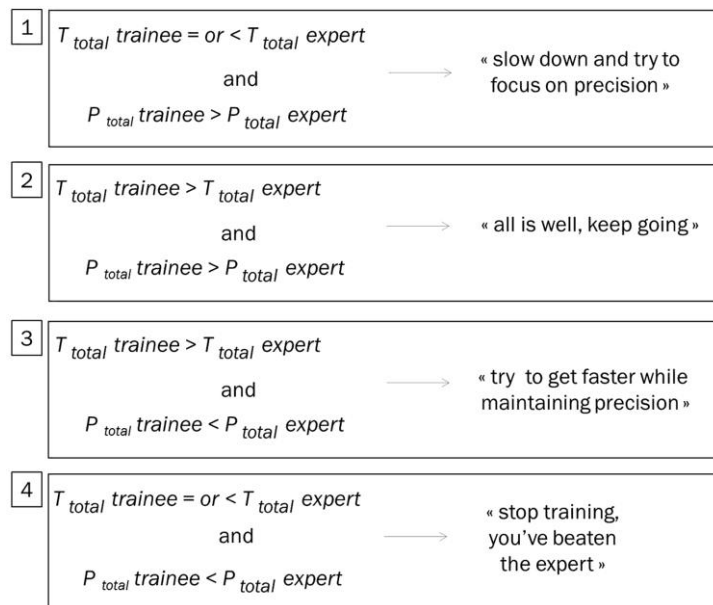 1
T total trainee = or < T total expert
and
P total trainee > P total expert
« slow down and try to
focus on precision »
2
T total trainee > T total expert
and
P total trainee > P total expert
« all is well, keep going »
3
T total trainee > T total expert
and
P total trainee < P total expert
« try to get faster while
maintaining precision »
4
T total trainee = or < T total expert
and
P total trainee < P total expert
« stop training,
you’ve beaten
the expert »